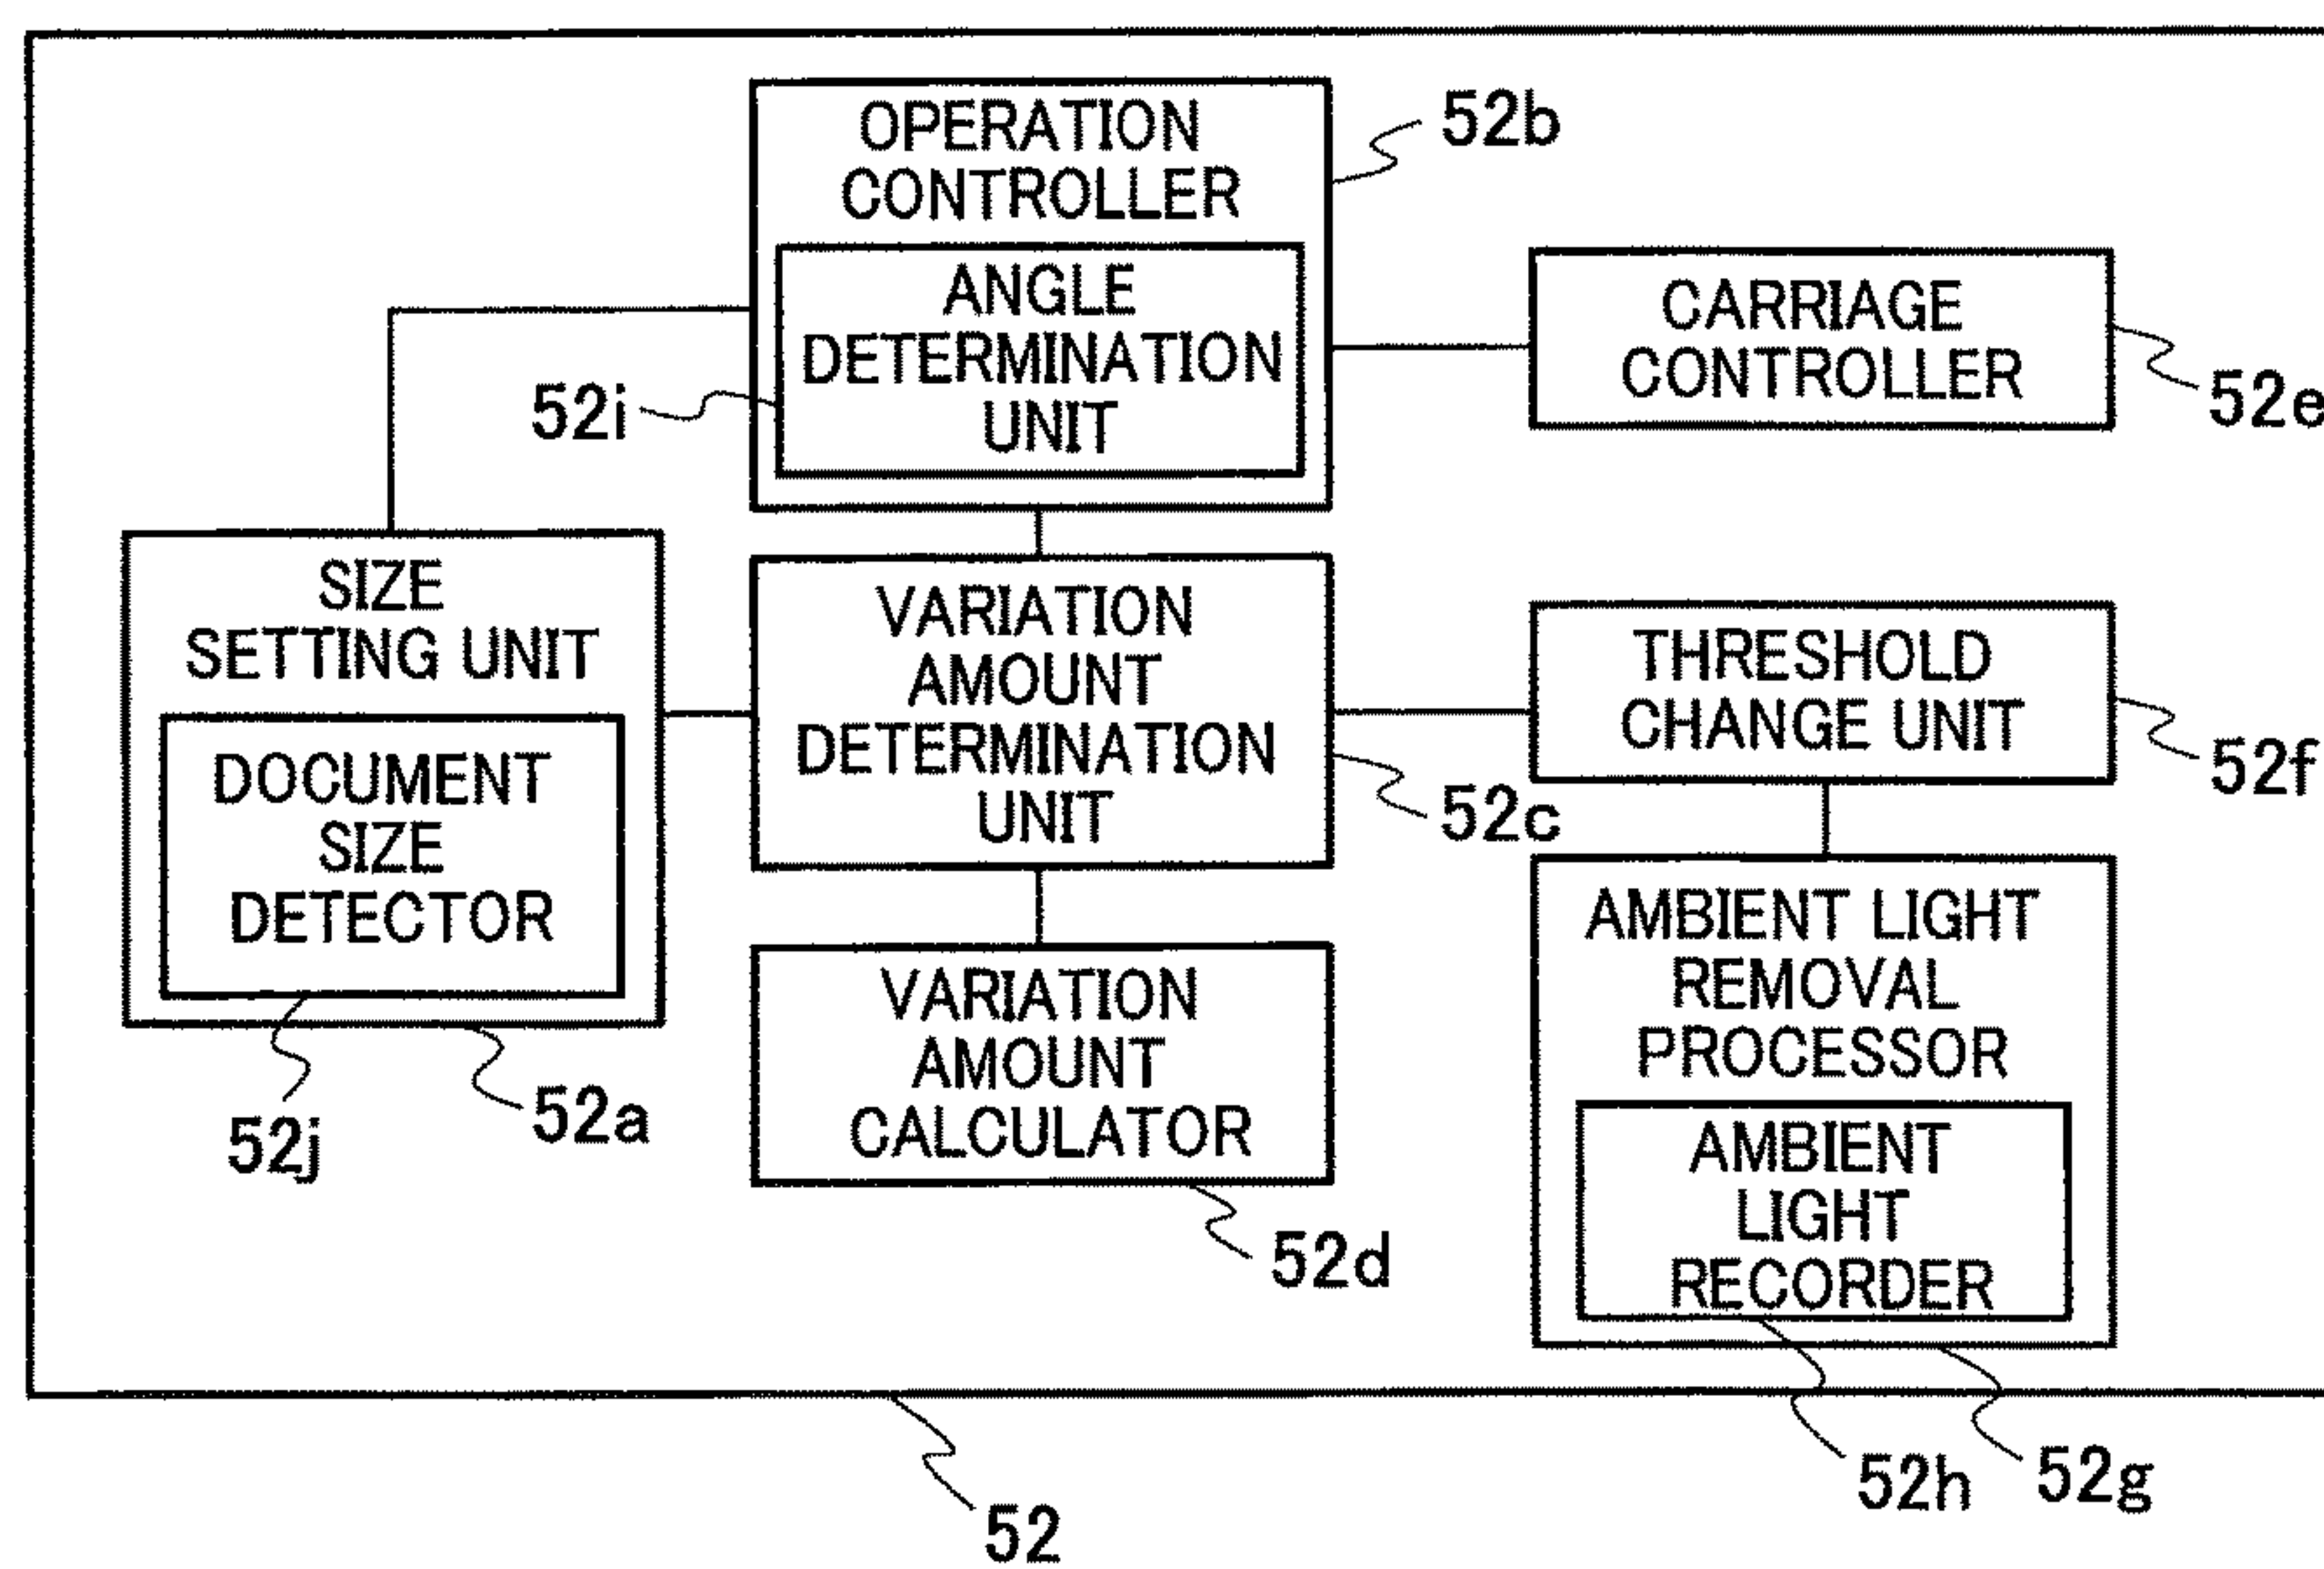 OPERATION
CONTROLLER
52b
ANGLE
DETERMINATION
UNIT
52i
CARRIAGE
CONTROLLER
52e
SIZE
SETTING UNIT
DOCUMENT
SIZE
DETECTOR
52j
52a
VARIATION
AMOUNT
DETERMINATION
UNIT
52c
THRESHOLD
CHANGE UNIT
52f
VARIATION
AMOUNT
CALCULATOR
52d
AMBIENT LIGHT
REMOVAL
PROCESSOR
AMBIENT
LIGHT
RECORDER
52h
52g
52